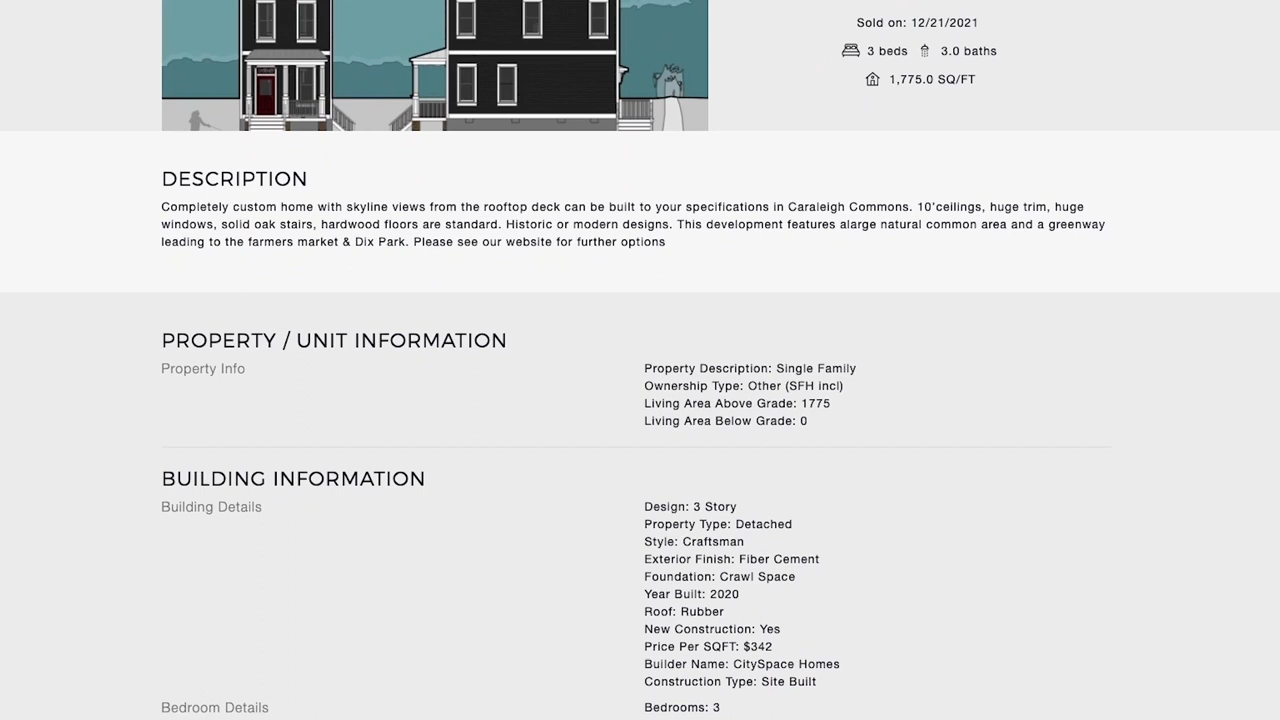 Sold on: 12/21/2021
3 beds 3.0 baths
1,775.0 SQ/FT
DESCRIPTION
Completely custom home with skyline views from the rooftop deck can be built to your specifications in Caraleigh Commons. 10'ceilings, huge trim, huge
windows, solid oak stairs, hardwood floors are standard. Historic or modern designs. This development features alarge natural common area and a greenway
leading to the farmers market & Dix Park. Please see our website for further options
PROPERTY / UNIT INFORMATION
Property Info
Property Description: Single Family
Ownership Type: Other (SFH incl)
Living Area Above Grade: 1775
Living Area Below Grade: 0
BUILDING INFORMATION
Building Details
Design: 3 Story
Property Type: Detached
Style: Craftsman
Exterior Finish: Fiber Cement
Foundation: Crawl Space
Year Built: 2020
Roof: Rubber
New Construction: Yes
Price Per SQFT: $342
Builder Name: CitySpace Homes
Construction Type: Site Built
Bedroom Details
Bedrooms: 3